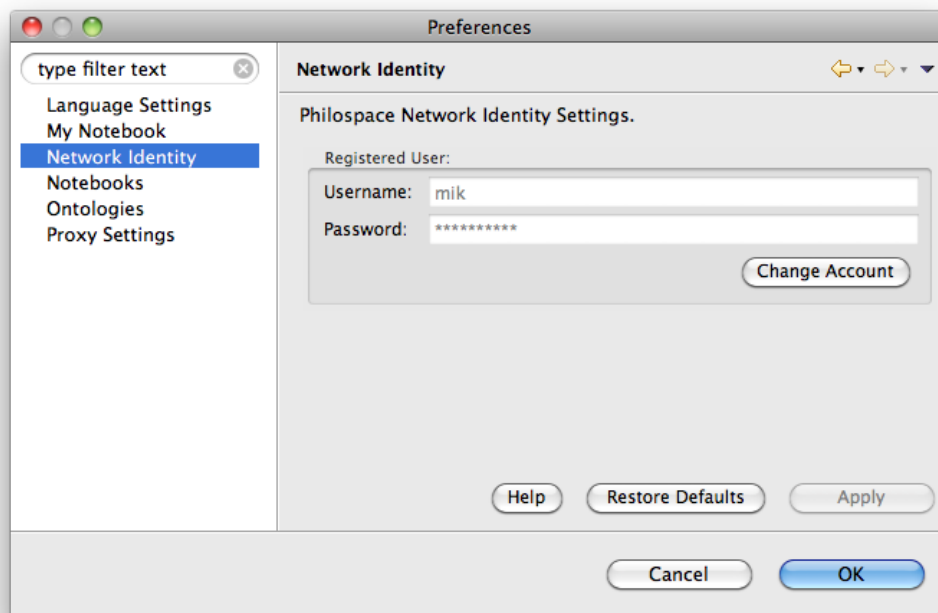 Preferences
type filter text
Language Settings
My Notebook
Network Identity
Notebooks
Ontologies
Proxy Settings
Network Identity
Philospace Network Identity Settings.
Registered User:
Username: mik
Password: **********
Change Account
Help Restore Defaults Apply
Cancel OK